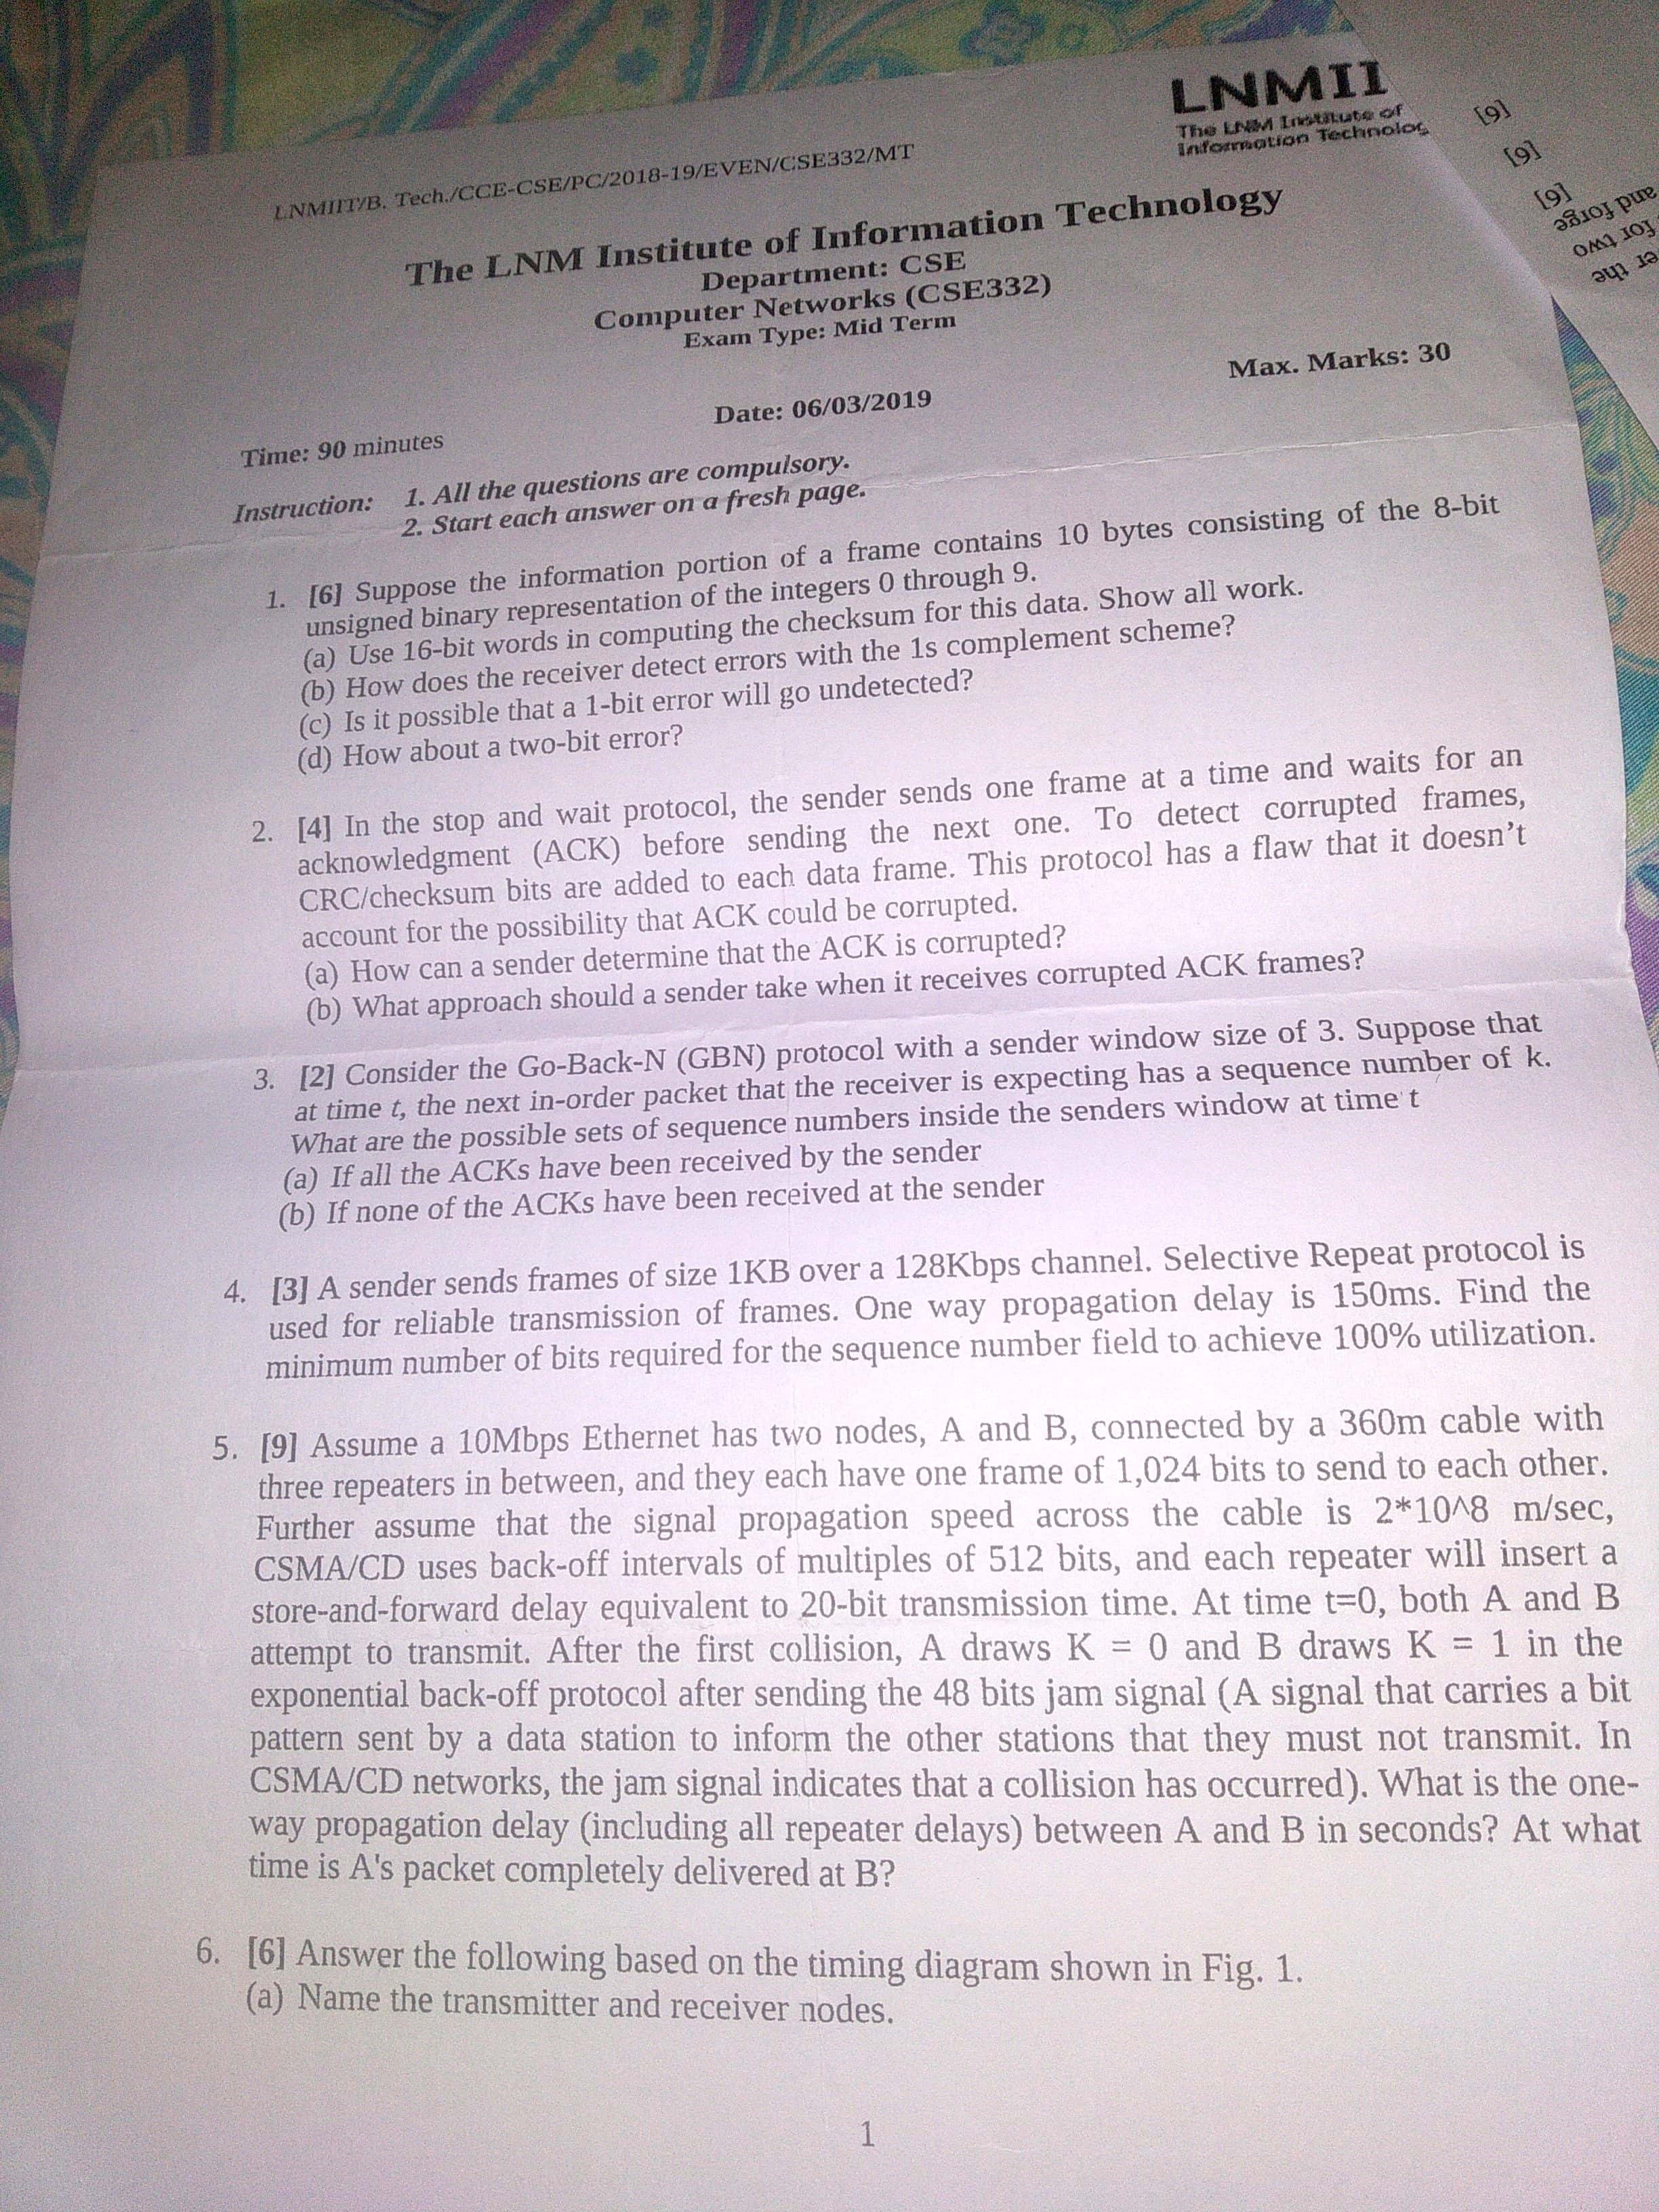 LNMII
The LNM Institute of
Information Technolog
LNMIIT/B. Tech./CCE-CSE/PC/2018-19/EVEN/CSE332/MT
The LNM Institute of Information Technology
Department: CSE
Computer Networks (CSE332)
Exam Type: Mid Term
Max. Marks: 30
Date: 06/03/2019
Time: 90 minutes
Instruction: 1. All the questions are compulsory.
2. Start each answer on a fresh page.
1. [6] Suppose the information portion of a frame contains 10 bytes consisting of the 8-bit
unsigned binary representation of the integers 0 through 9.
(a) Use 16-bit words in computing the checksum for this data. Show all work.
(b) How does the receiver detect errors with the 1s complement scheme?
(c) Is it possible that a 1-bit error will go undetected?
(d) How about a two-bit error?
2. [4] In the stop and wait protocol, the sender sends one frame at a time and waits for an
acknowledgment (ACK) before sending the next one. To detect corrupted frames,
CRC/checksum bits are added to each data frame. This protocol has a flaw that it doesn't
account for the possibility that ACK could be corrupted.
(a) How can a sender determine that the ACK is corrupted?
(b) What approach should a sender take when it receives corrupted ACK frames?
3. [2] Consider the Go-Back-N (GBN) protocol with a sender window size of 3. Suppose that
at time t, the next in-order packet that the receiver is expecting has a sequence number of k.
What are the possible sets of sequence numbers inside the senders window at time t
(a) If all the ACKs have been received by the sender
(b) If none of the ACKs have been received at the sender
4. [3] A sender sends frames of size 1KB over a 128Kbps channel. Selective Repeat protocol is
used for reliable transmission of frames. One way propagation delay is 150ms. Find the
minimum number of bits required for the sequence number field to achieve 100% utilization.
5. [9] Assume a 10Mbps Ethernet has two nodes, A and B, connected by a 360m cable with
three repeaters in between, and they each have one frame of 1,024 bits to send to each other.
Further assume that the signal propagation speed across the cable is 2*10^8 m/sec,
CSMA/CD uses back-off intervals of multiples of 512 bits, and each repeater will insert a
store-and-forward delay equivalent to 20-bit transmission time. At time t=0, both A and B
attempt to transmit. After the first collision, A draws K = 0 and B draws K = 1 in the
exponential back-off protocol after sending the 48 bits jam signal (A signal that carries a bit
pattern sent by a data station to inform the other stations that they must not transmit. In
CSMA/CD networks, the jam signal indicates that a collision has occurred). What is the one-
way propagation delay (including all repeater delays) between A and B in seconds? At what
time is A's packet completely delivered at B?
6. [6] Answer the following based on the timing diagram shown in Fig. 1.
(a) Name the transmitter and receiver nodes.
1
er the
for two
and forge